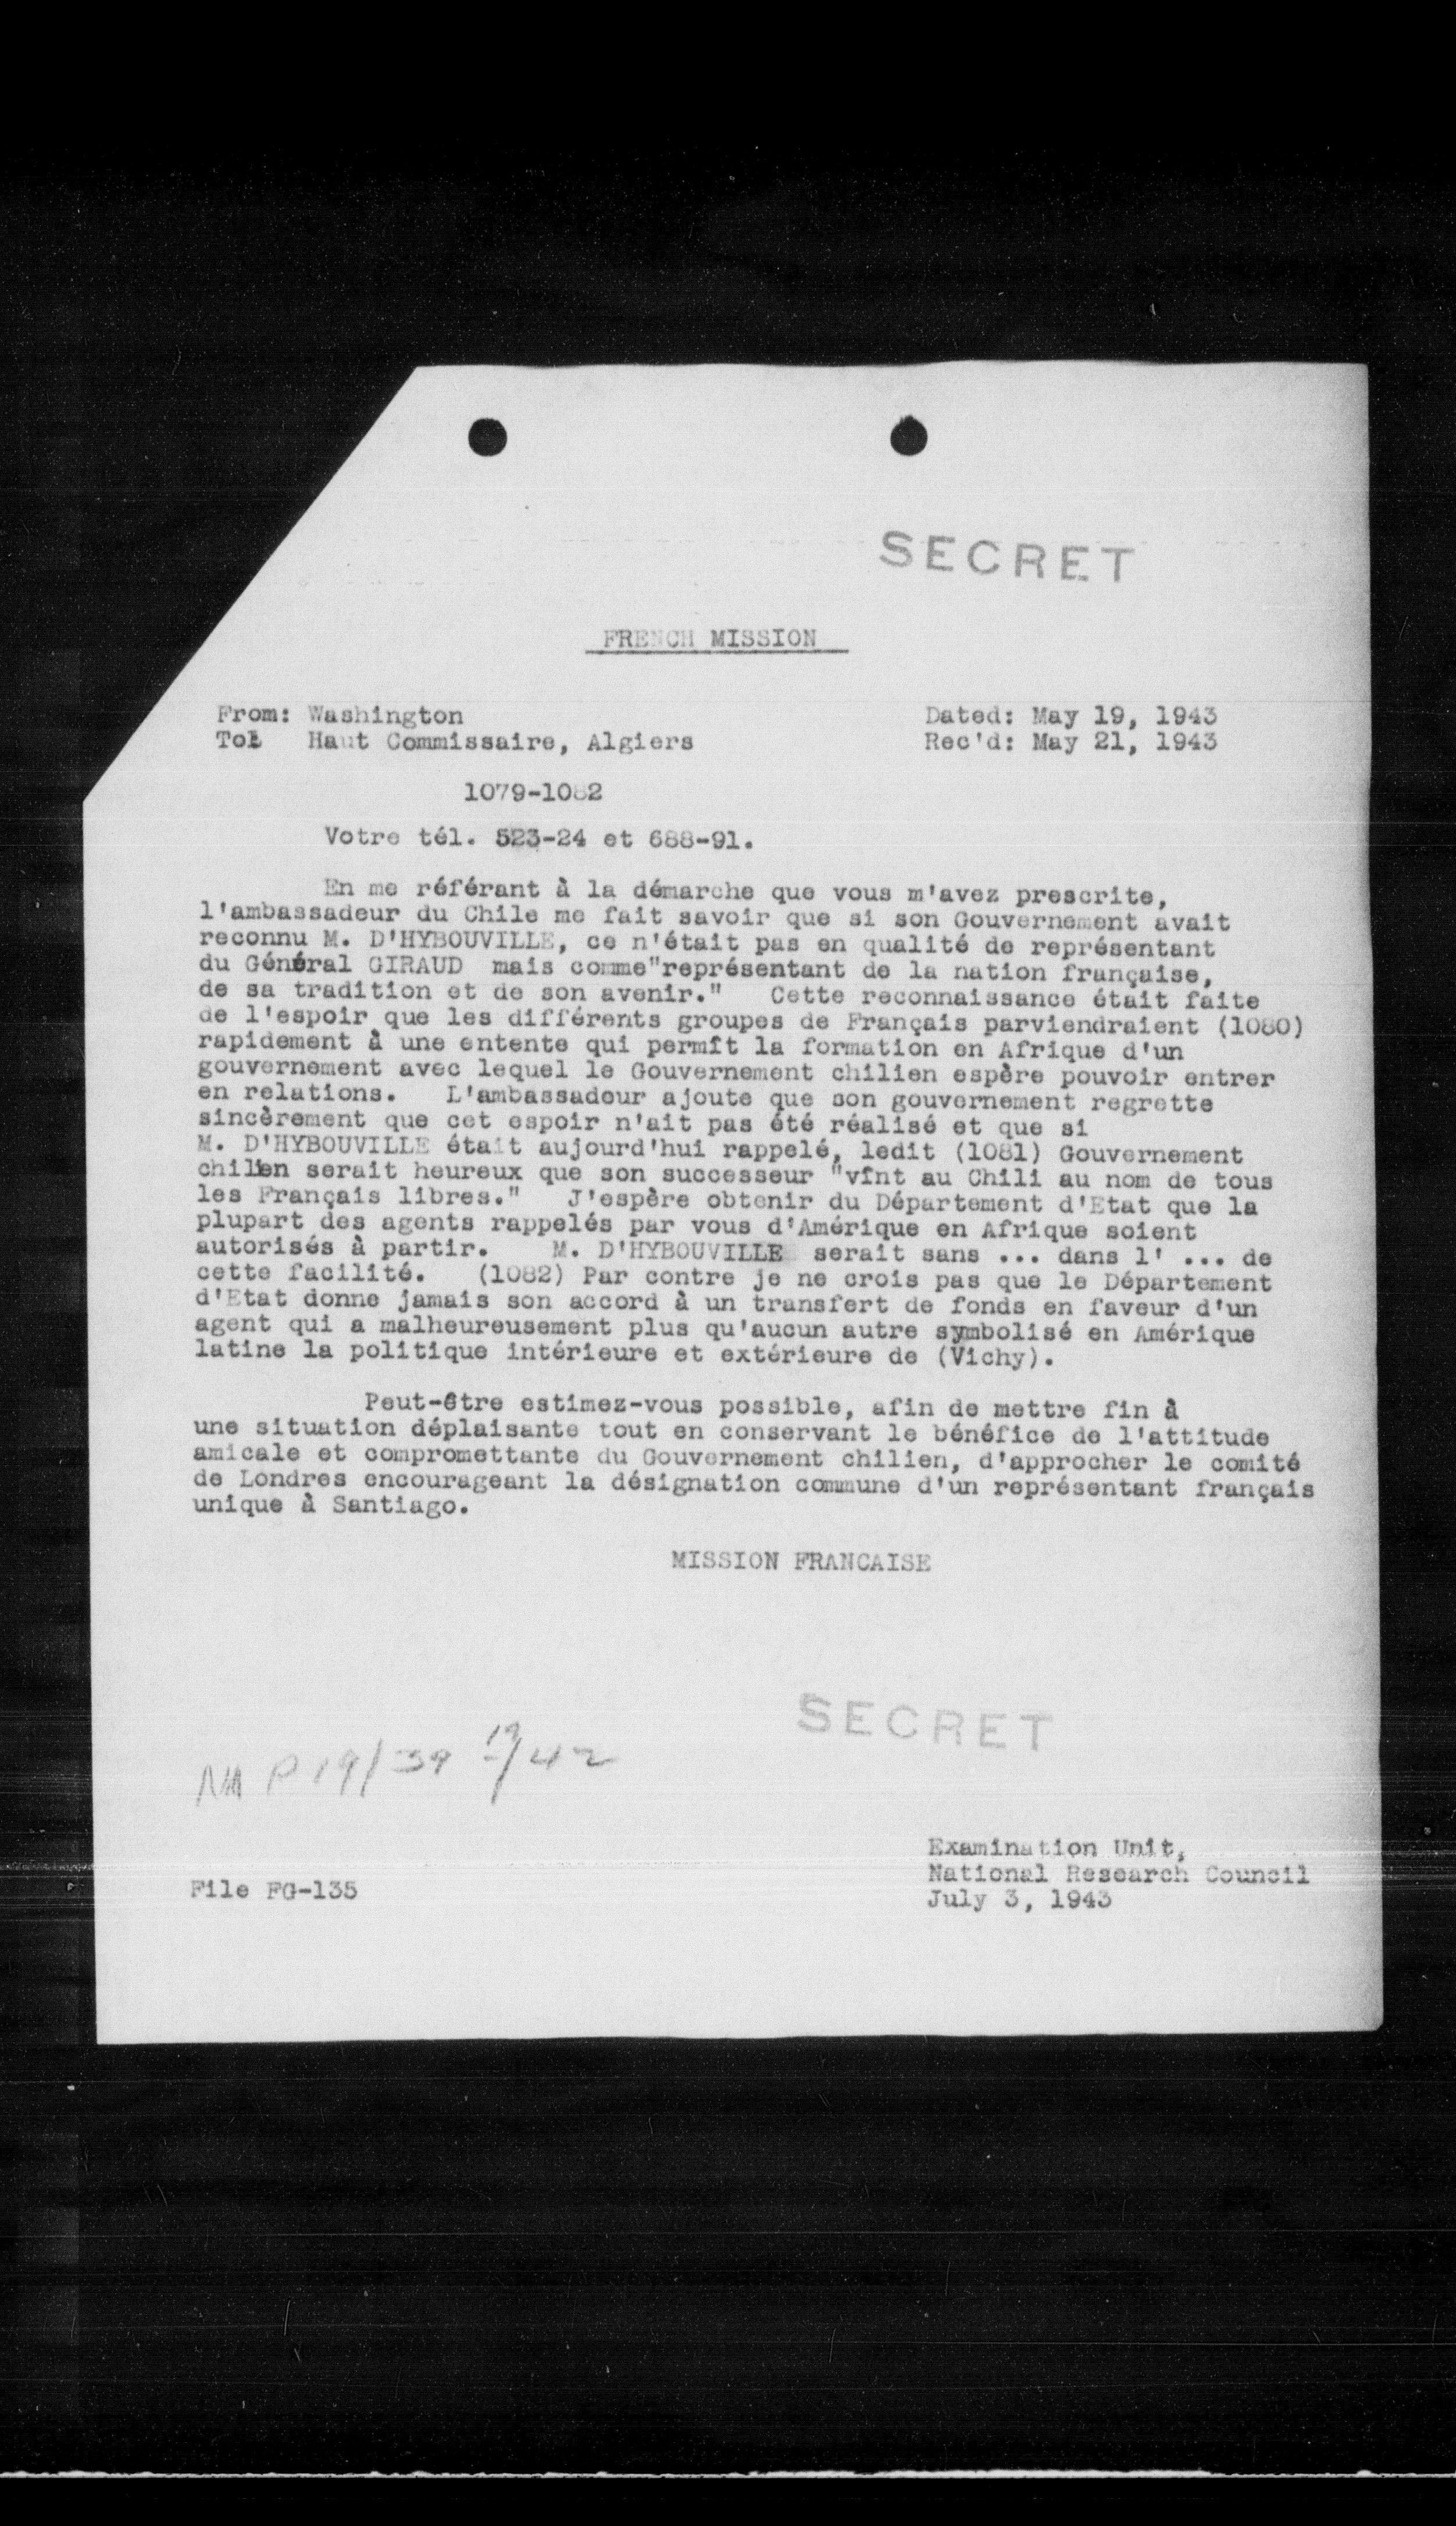 SECRET
FRENCH MISSION
From: Washington
Dated: May 19, 1943
To: Haut Commissaire, Algiers
Rec'd: May 21, 1943
1079-1082
Votre tél. 523-24 et 688-91.
En me référant à la démarche que vous m'avez prescrite,
l'ambassadeur du Chile me fait savoir que si son Gouvernement avait
reconnu M. D'HYBOUVILLE, ce n'était pas en qualité de représentant
du Général GIRAUD mais comme"représentant de la nation française,
de sa tradition et de son avenir." Cette reconnaissance était faite
de l'espoir que les différents groupes de Français parviendraient (1080)
rapidement à une entente qui permît la formation en Afrique d'un
gouvernement avec lequel le Gouvernement chilien espère pouvoir entrer
en relations. L'ambassadeur ajoute que son gouvernement regrette
sincèrement que cet espoir n'ait pas été réalisé et que si
M. D'HYBOUVILLE était aujourd'hui rappelé, ledit (1081) Gouvernement
chilien serait heureux que son successeur "vînt au Chili au nom de tous
les Français libres." J'espère obtenir du Département d'Etat que la
plupart des agents rappelés par vous d'Amérique en Afrique soient
autorisés à partir. M. D'HYBOUVILLE serait sans ... dans l' ... de
cette facilité. (1082) Par contre je ne crois pas que le Département
d'Etat donne jamais son accord à un transfert de fonds en faveur d'un
agent qui a malheureusement plus qu'aucun autre symbolisé en Amérique
latine la politique intérieure et extérieure de (Vichy).
Peut-être estimez-vous possible, afin de mettre fin à
une situation déplaisante tout en conservant le bénéfice de l'attitude
amicale et compromettante du Gouvernement chilien, d'approcher le comité
de Londres encourageant la désignation commune d'un représentant français
unique à Santiago.
MISSION FRANCAISE
SECRET
P 19/39 19/42
Examination Unit,
National Research Council
File FG-135
July 3, 1943